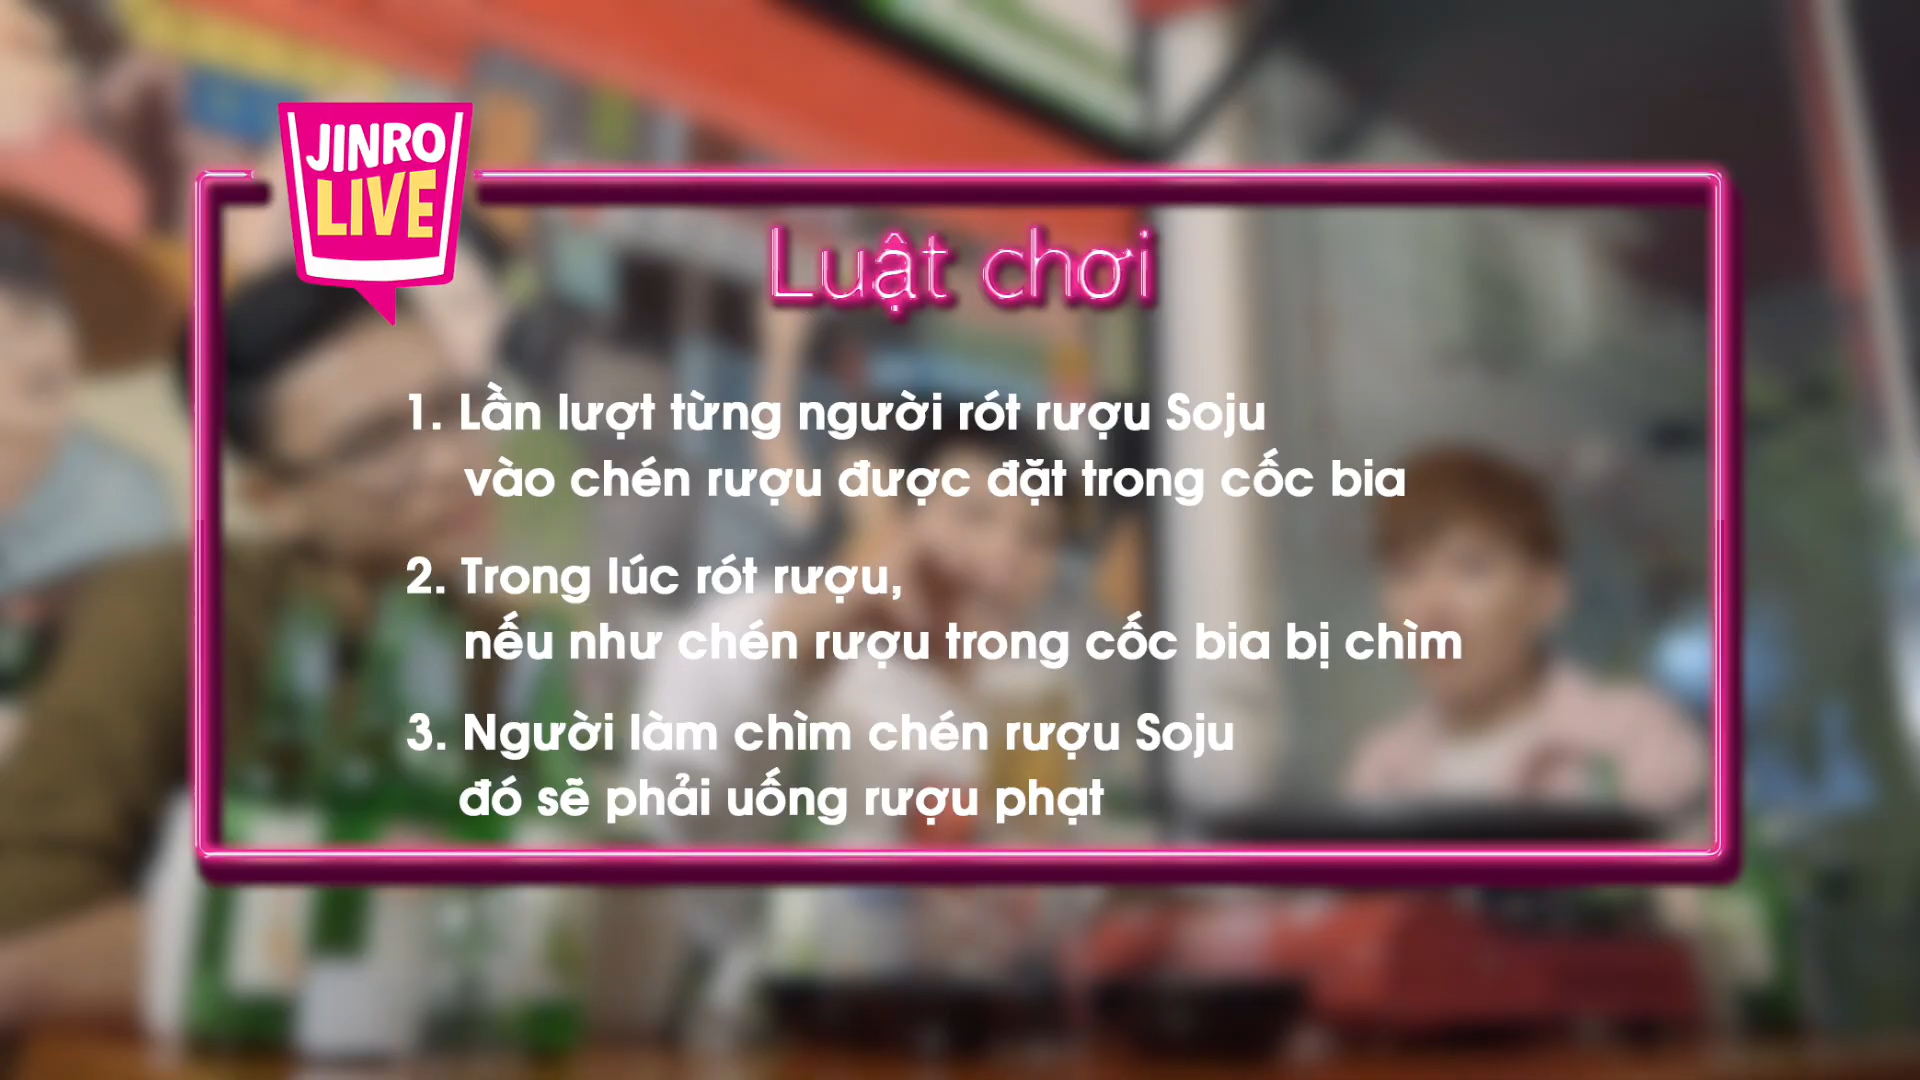 JINRO
LIVE
Luật chơi
1. Lần lượt từng người rót rượu Soju
vào chén rượu được đặt trong cốc bia
2. Trong lúc rót rượu,
nếu như chén rượu trong cốc bia bị chìm
3. Người làm chìm chén rượu Soju
đó sẽ phải uống rượu phạt